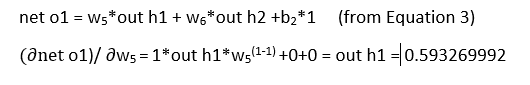 net o1 = w₅*out h1 + w₆*out h2 +b₂*1 (from Equation 3)
(∂net o1)/ ∂w₅ = 1*out h1*w₅⁽¹⁻¹⁾ +0+0 = out h1 =0.593269992